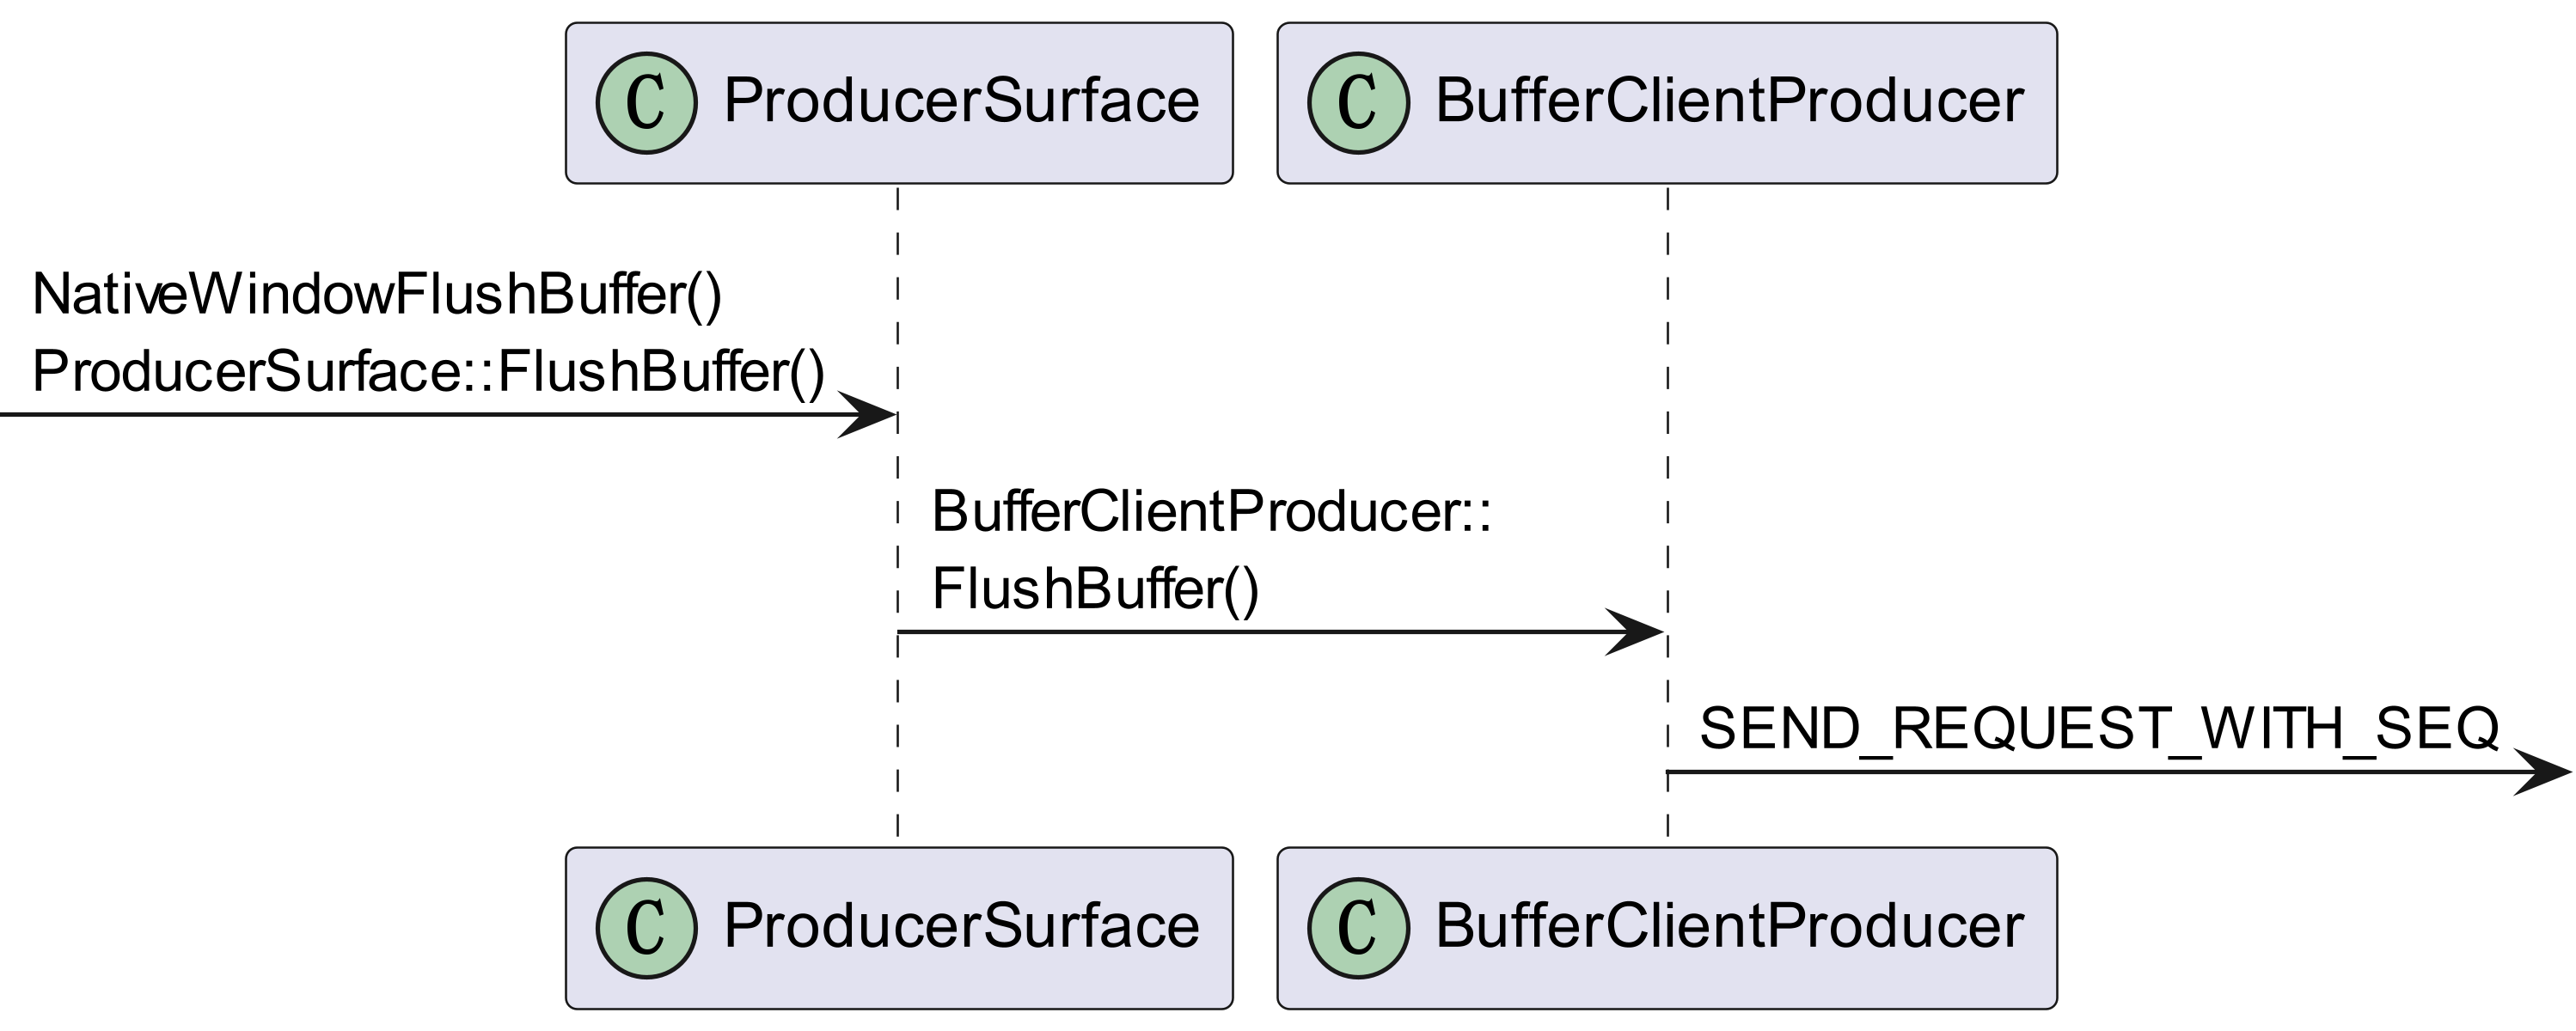 C ProducerSurface
C BufferClientProducer
NativeWindowFlushBuffer()
ProducerSurface::FlushBuffer()
BufferClientProducer::
FlushBuffer()
SEND_REQUEST_WITH_SEQ
C ProducerSurface
C BufferClientProducer